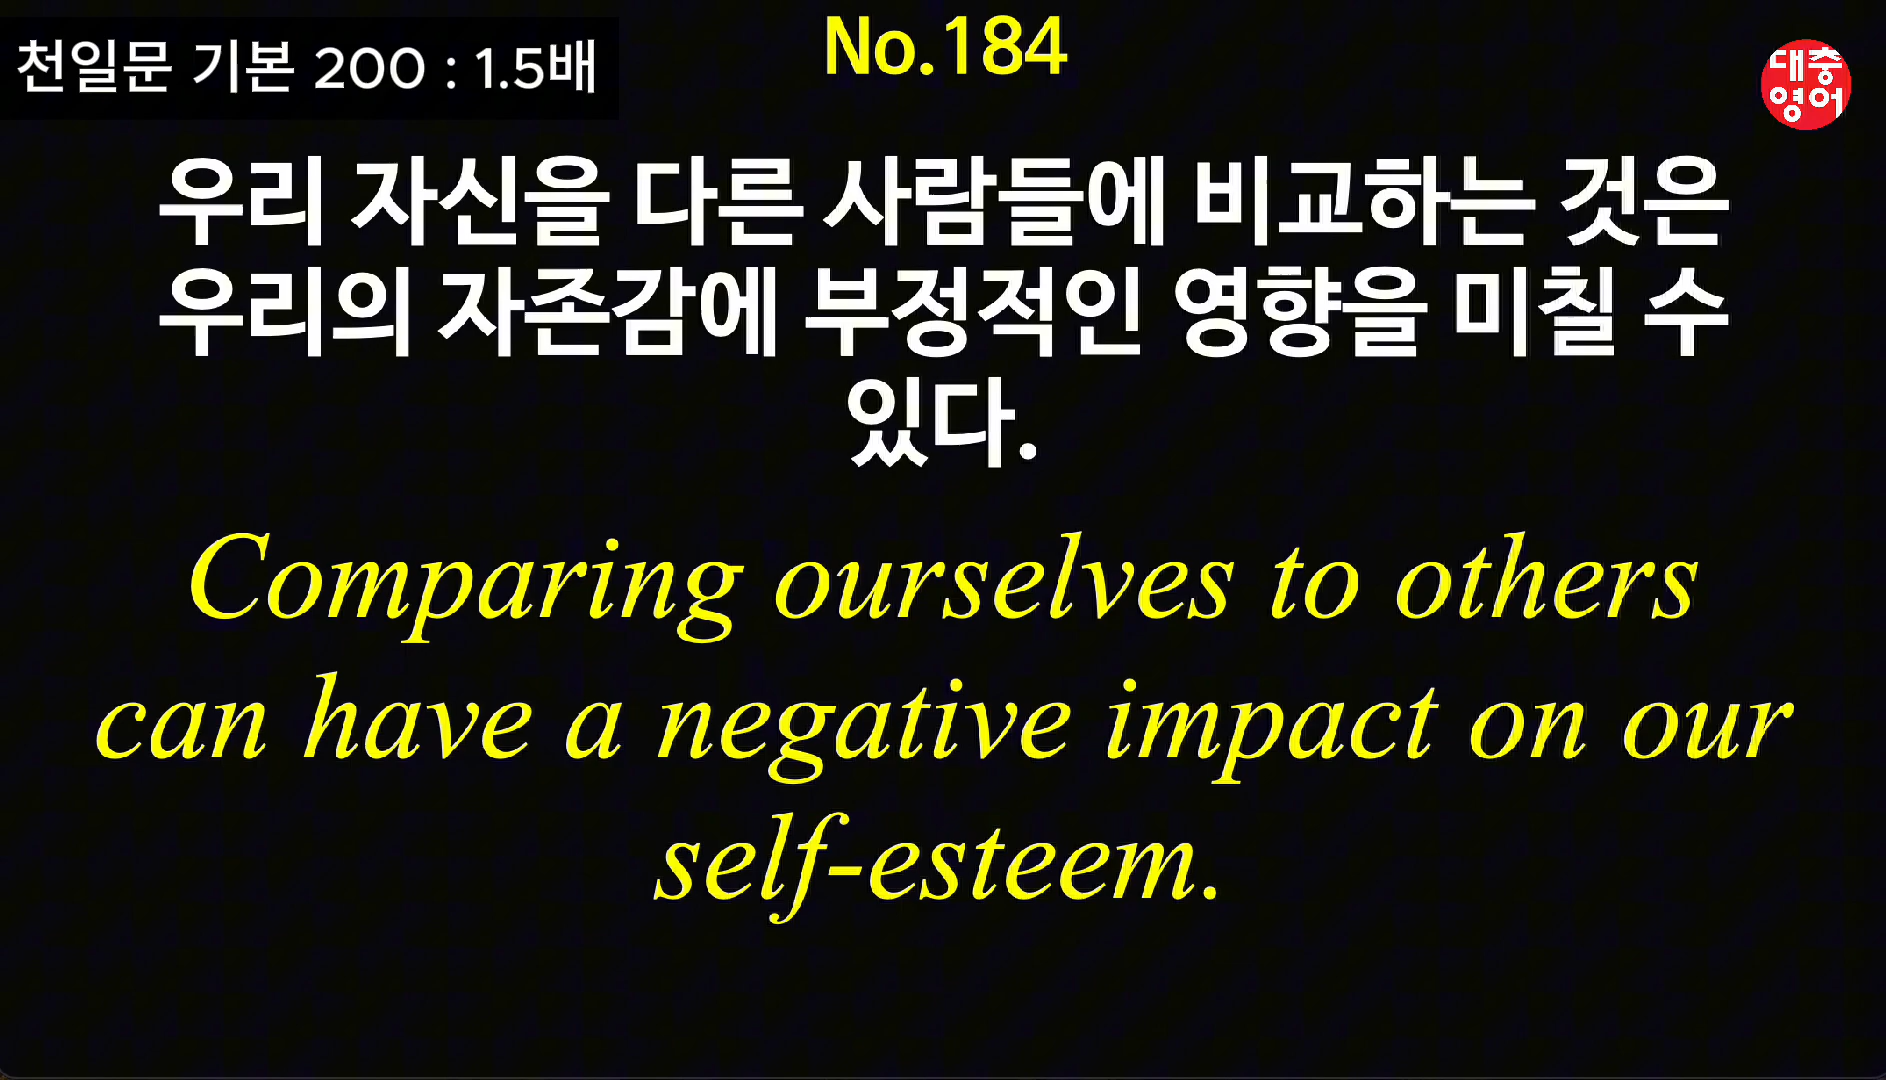 천일문 기본 200 : 1.5배
No.184
대충
영어
우리 자신을 다른 사람들에 비교하는 것은
우리의 자존감에 부정적인 영향을 미칠 수
있다.
Comparing ourselves to others
can have a negative impact on our
self-esteem.